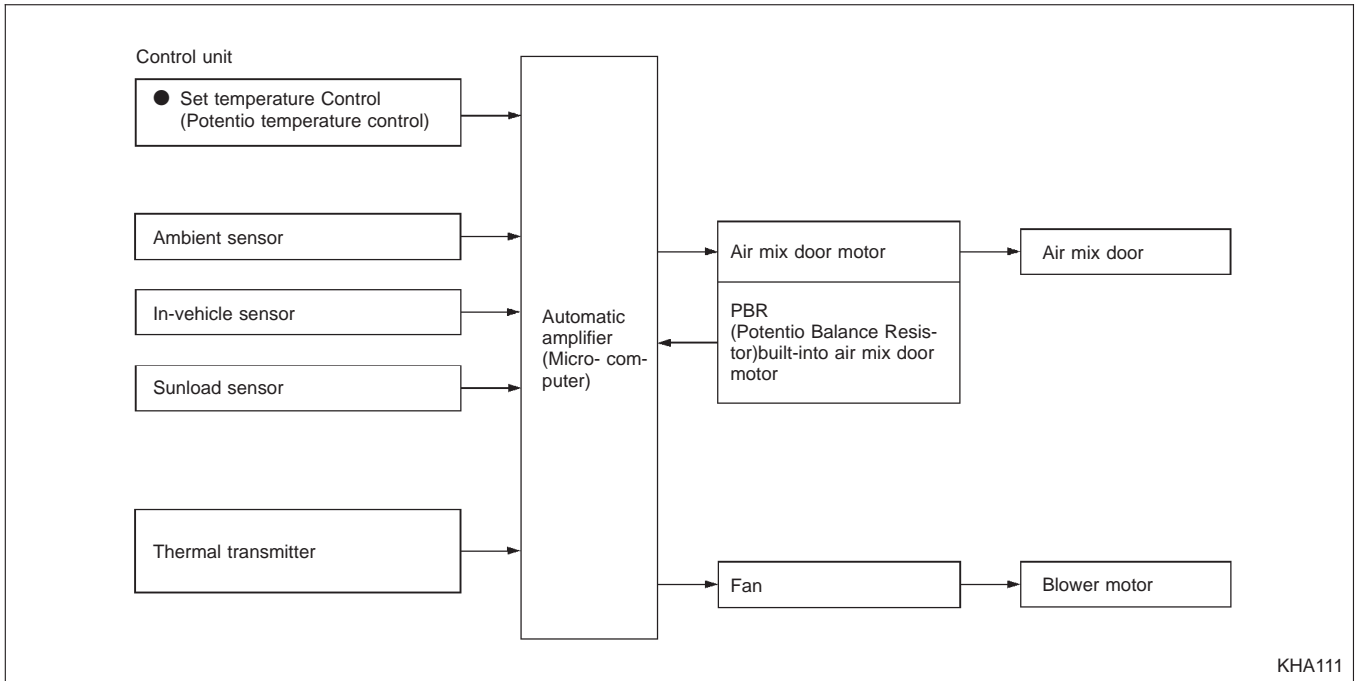 Control unit
● Set temperature Control
(Potentio temperature control)
Ambient sensor
In-vehicle sensor
Sunload sensor
Thermal transmitter
Automatic
amplifier
(Micro- com-
puter)
Air mix door motor
PBR
(Potentio Balance Resis-
tor)built-into air mix door
motor
Air mix door
Fan
Blower motor
KHA111